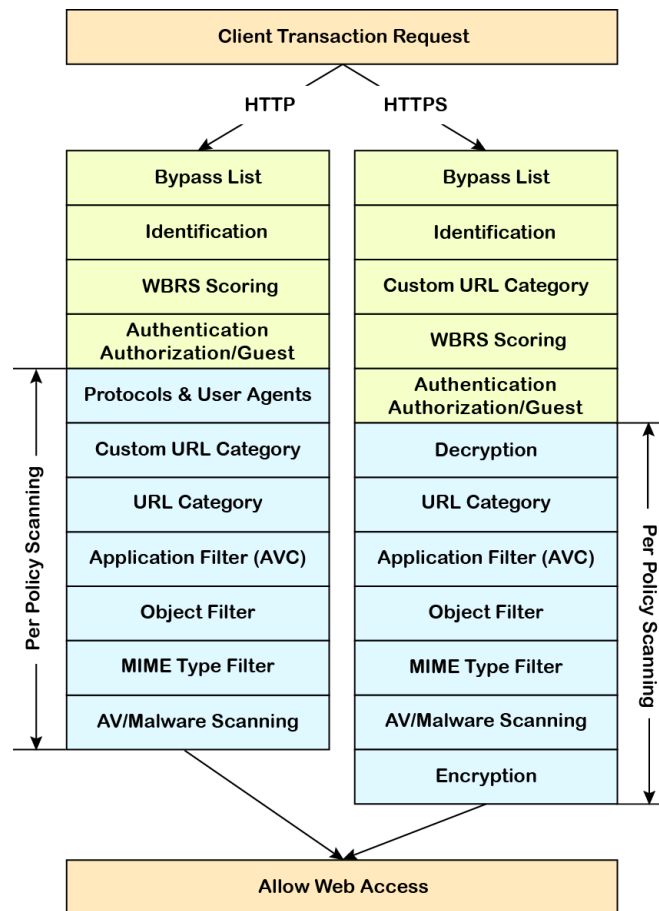 Client Transaction Request
HTTP
HTTPS
Bypass List
Identification
WBRS Scoring
Authentication
Authorization/Guest
Protocols & User Agents
Custom URL Category
URL Category
Application Filter (AVC)
Object Filter
MIME Type Filter
AV/Malware Scanning
Per Policy Scanning
Bypass List
Identification
Custom URL Category
WBRS Scoring
Authentication
Authorization/Guest
Decryption
URL Category
Application Filter (AVC)
Object Filter
MIME Type Filter
AV/Malware Scanning
Encryption
Per Policy Scanning
Allow Web Access